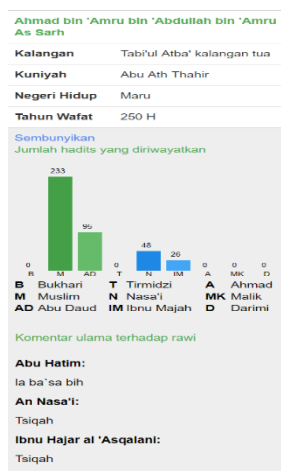 Ahmad bin 'Amru bin 'Abdullah bin 'Amru
As Sarh
Kalangan Tabi'ul Atba' kalangan tua
Kuniyah Abu Ath Thahir
Negeri Hidup Maru
Tahun Wafat 250 H
Sembunyikan
Jumlah hadits yang diriwayatkan
0 233 95 0 48 26 0 0 0
B M AD T N IM A MK D
B Bukhari T Tirmidzi A Ahmad
M Muslim N Nasa'i MK Malik
AD Abu Daud IM Ibnu Majah D Darimi
Komentar ulama terhadap rawi
Abu Hatim:
la ba`sa bih
An Nasa'i:
Tsiqah
Ibnu Hajar al 'Asqalani:
Tsiqah